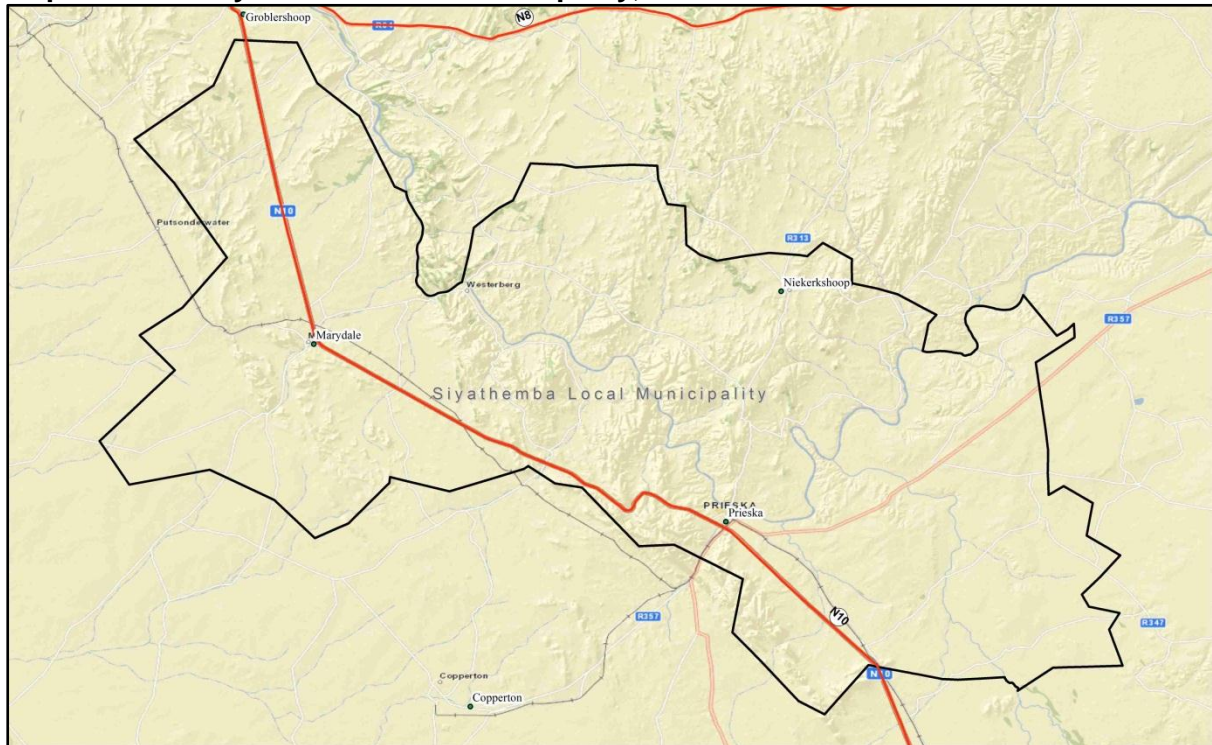 Groblershoop
N8
N10
Putsonderwater
R313
Westerberg
Niekerkshoop
R357
Marydale
Siyathemba Local Municipality
PRIESKA
Prieska
R357
N10
R347
N10
Copperton
Copperton